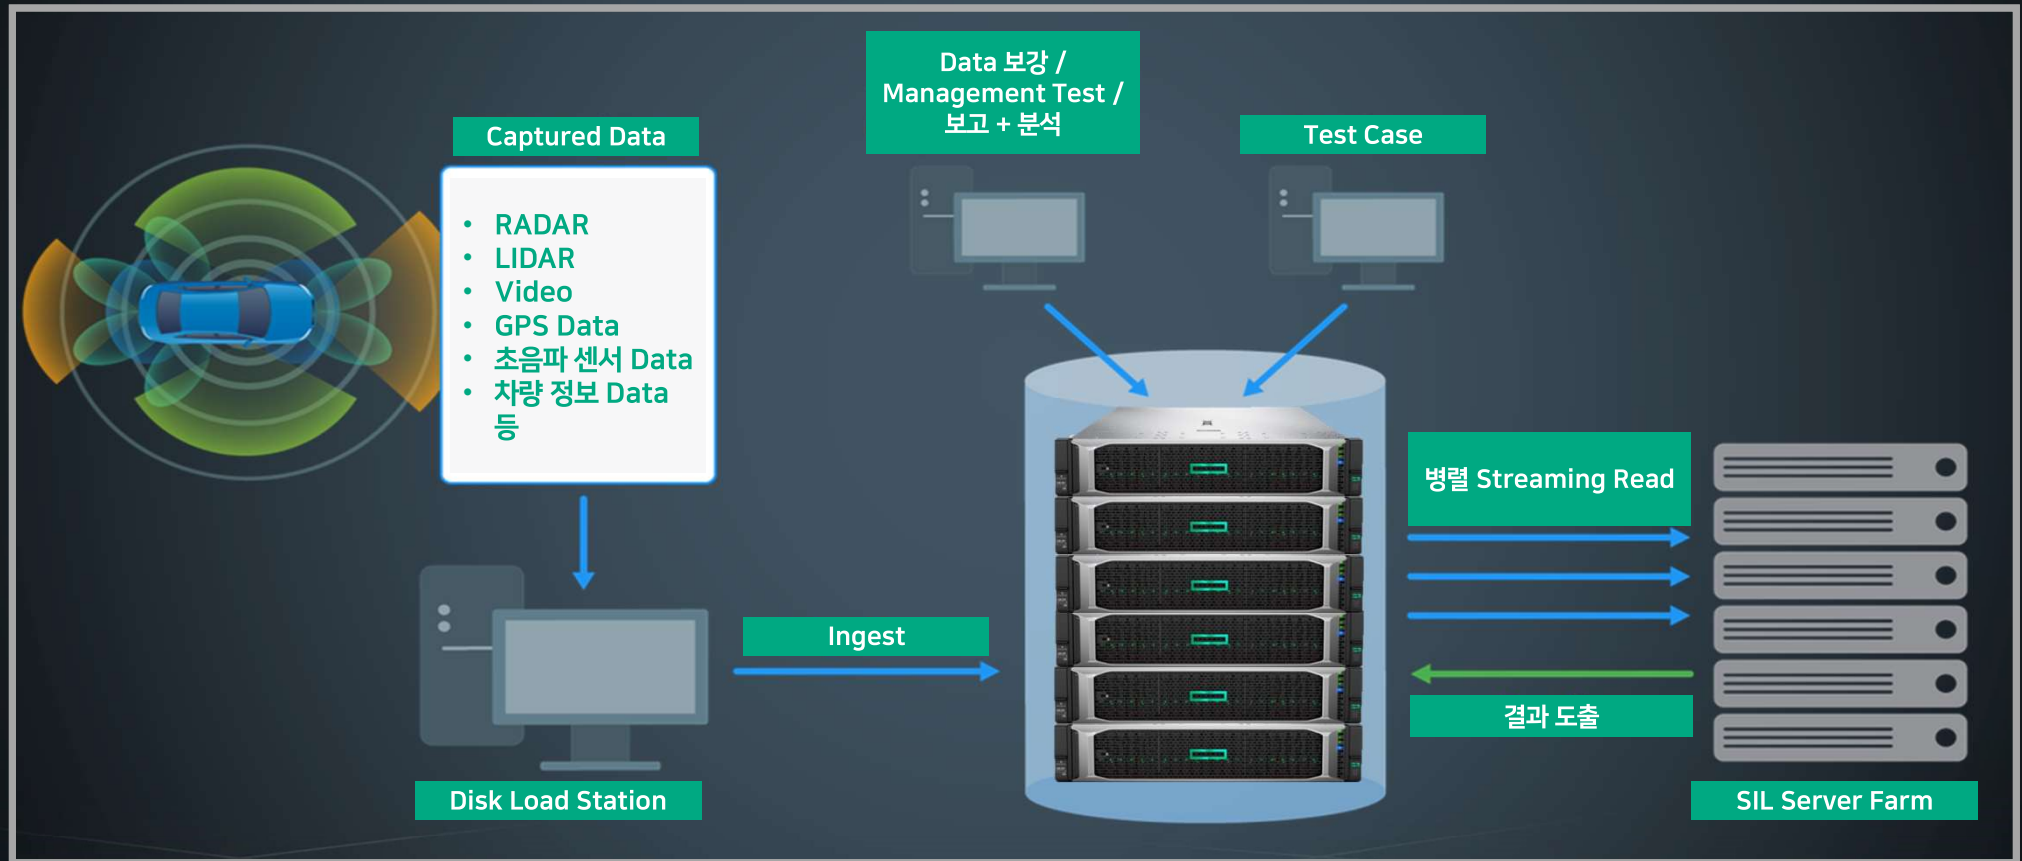 Captured Data
• RADAR
• LIDAR
• Video
• GPS Data
• 초음파 센서 Data
• 차량 정보 Data
등
Disk Load Station
Ingest
Data 보강 /
Management Test /
보고 + 분석
Test Case
병렬 Streaming Read
결과 도출
SIL Server Farm